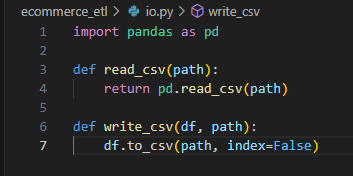 ecommerce_etl > io.py > write_csv
1 import pandas as pd
2
3 def read_csv(path):
4     return pd.read_csv(path)
5
6 def write_csv(df, path):
7     df.to_csv(path, index=False)